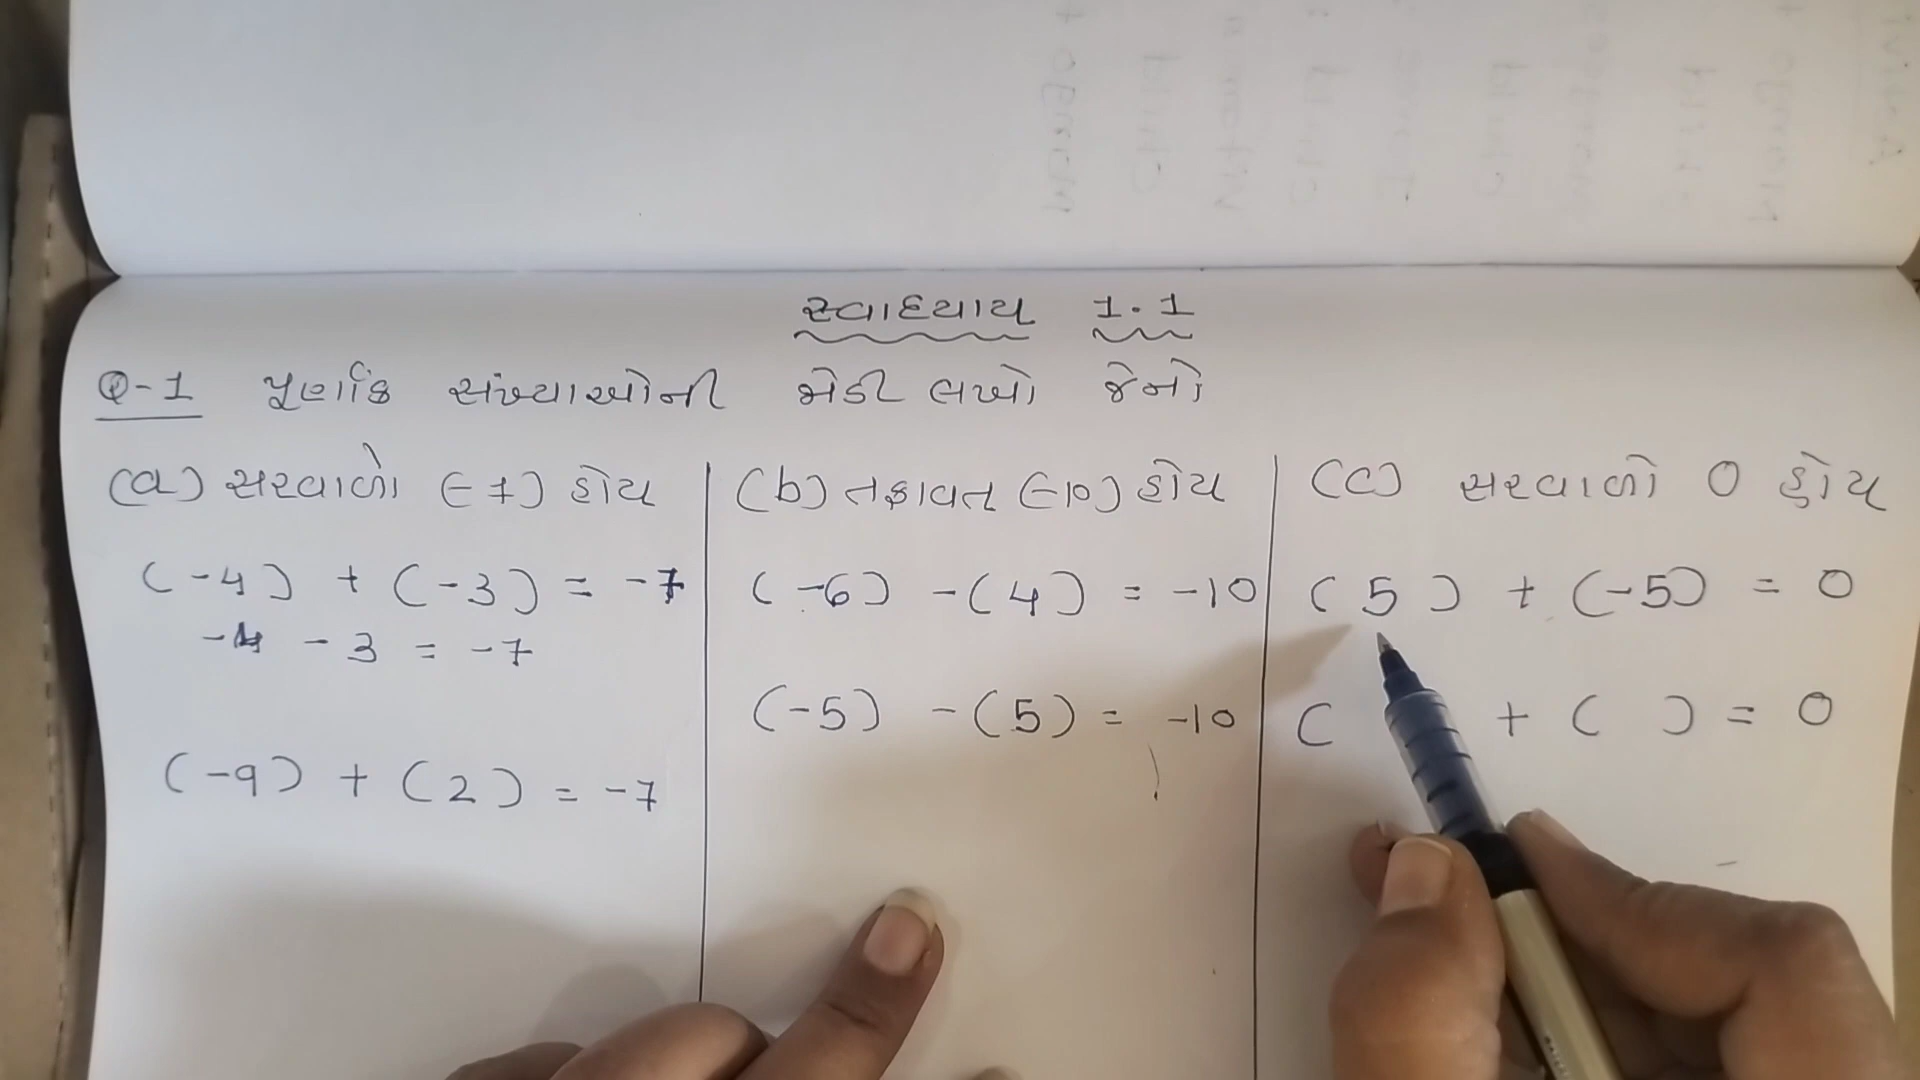 સ્વાધ્યાય 1.1
Q-1 પૂર્ણાંક સંખ્યાઓની જોડી લખો જેનો
(a) સરવાળો (-7) હોય
(-4) + (-3) = -7
-4 - 3 = -7
(-9) + (2) = -7
(b) તફાવત (-10) હોય
(-6) - (4) = -10
(-5) - (5) = -10
(c) સરવાળો 0 હોય
(5) + (-5) = 0
( + ( ) = 0